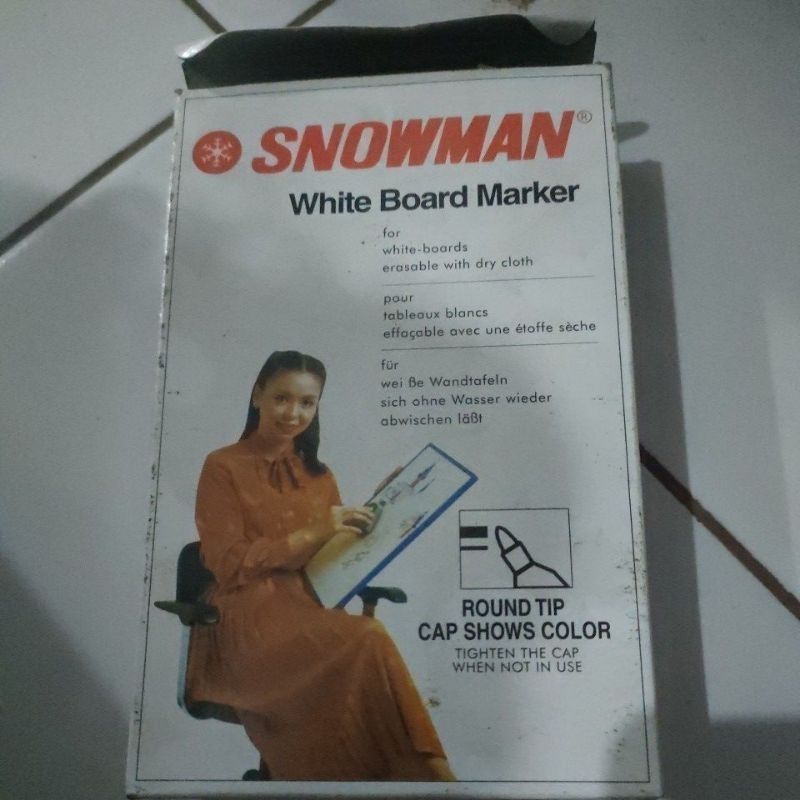 SNOWMAN®
White Board Marker
for
white-boards
erasable with dry cloth
pour
tableaux blancs
effaçable avec une étoffe sèche
für
wei ße Wandtafeln
sich ohne Wasser wieder
abwischen läßt
ROUND TIP
CAP SHOWS COLOR
TIGHTEN THE CAP
WHEN NOT IN USE